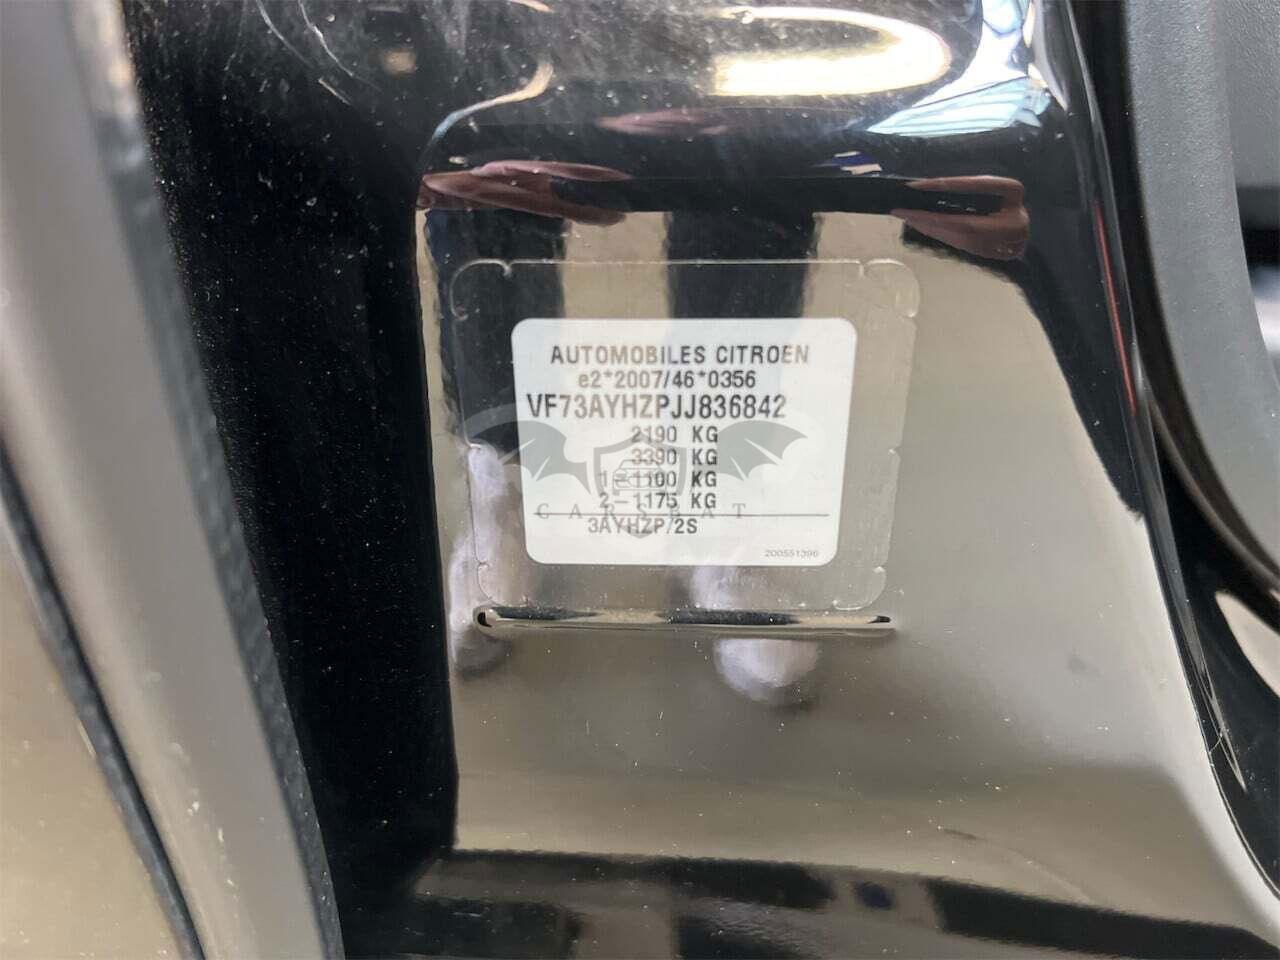 AUTOMOBILES CITROEN
e2*2007/46*0356
VF73AYHZPJJ836842
2190 KG
3390 KG
1-1100 KG
2-1175 KG
CARSBAT
3AYHZP/2S
200551396